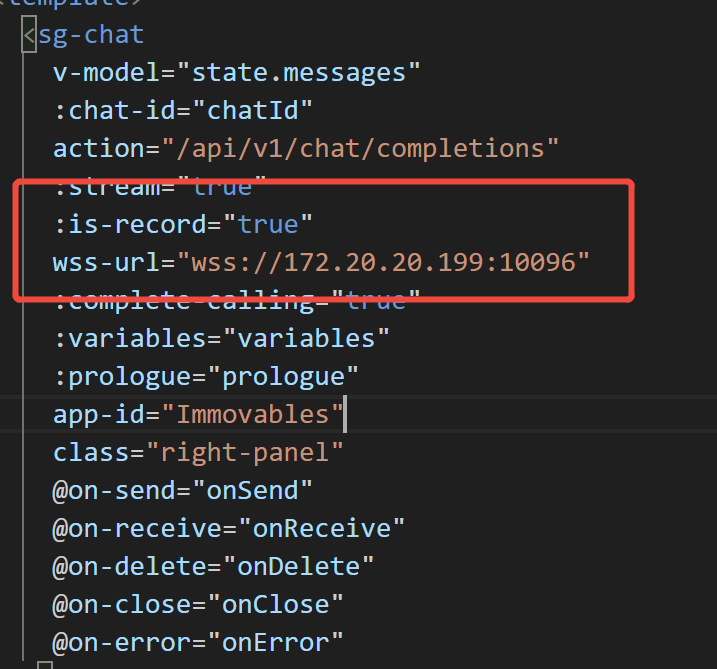 <template>
<sg-chat
v-model="state.messages"
:chat-id="chatId"
action="/api/v1/chat/completions"
:stream="true"
:is-record="true"
wss-url="wss://172.20.20.199:10096"
:complete-calling="true"
:variables="variables"
:prologue="prologue"
app-id="Immovables"
class="right-panel"
@on-send="onSend"
@on-receive="onReceive"
@on-delete="onDelete"
@on-close="onClose"
@on-error="onError"